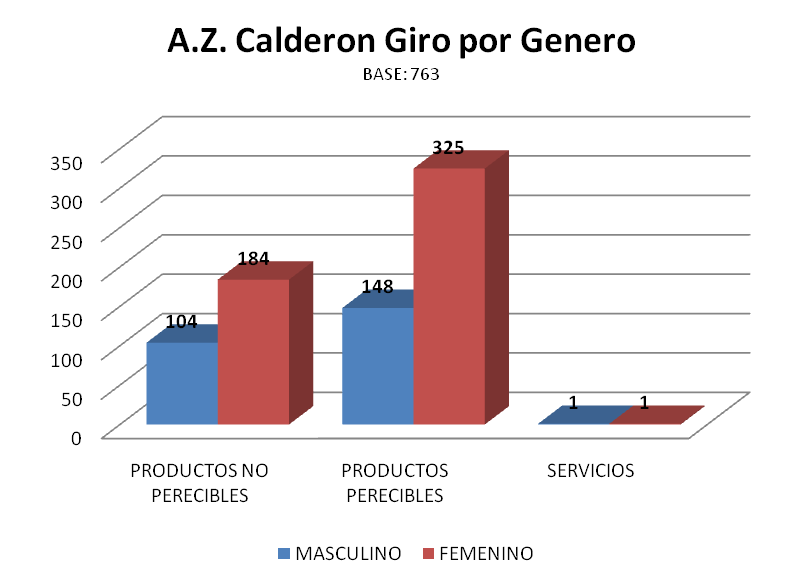 A.Z. Calderon Giro por Genero
BASE: 763
350
300
250
200
150
100
50
0
104
184
148
325
1
1
PRODUCTOS NO
PERECIBLES
PRODUCTOS
PERECIBLES
SERVICIOS
MASCULINO
FEMENINO